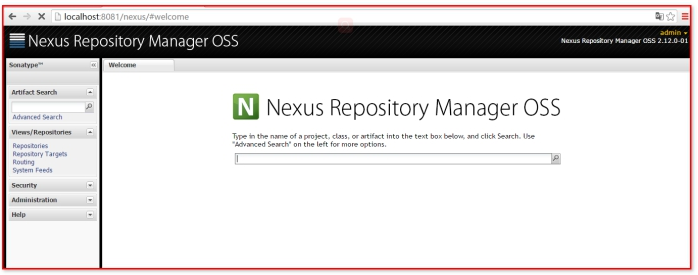 localhost:8081/nexus/#welcome
Nexus Repository Manager OSS
admin
Nexus Repository Manager OSS 2.12.0-01
Sonatype™
Welcome
Artifact Search
Advanced Search
Views/Repositories
Repositories
Repository Targets
Routing
System Feeds
Security
Administration
Help
N Nexus Repository Manager OSS
Type in the name of a project, class, or artifact into the text box below, and click Search. Use
"Advanced Search" on the left for more options.